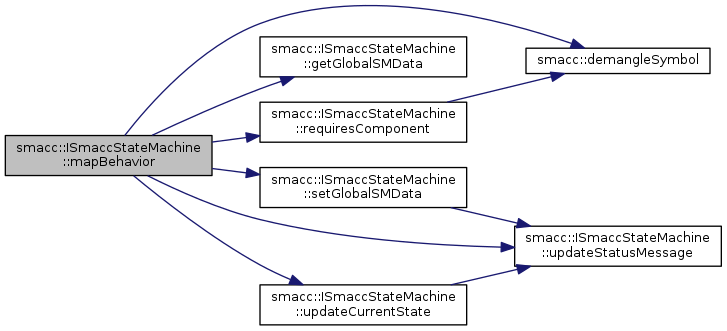 smacc::ISmaccStateMachine
::mapBehavior
smacc::ISmaccStateMachine
::getGlobalSMData
smacc::demangleSymbol
smacc::ISmaccStateMachine
::requiresComponent
smacc::ISmaccStateMachine
::setGlobalSMData
smacc::ISmaccStateMachine
::updateStatusMessage
smacc::ISmaccStateMachine
::updateCurrentState